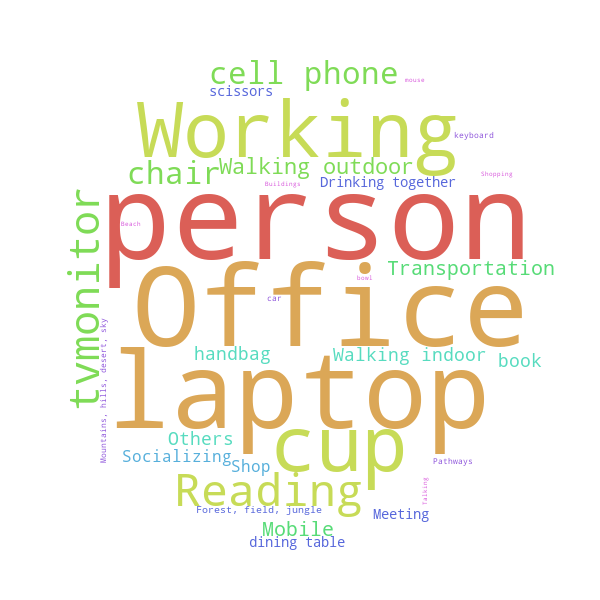 cell phone
mouse
scissors
Working
keyboard
chair
Walking outdoor
Shopping
Buildings
Drinking together
person
Beach
tvmonitor
Office
Transportation
bowl
car
Mountains, hills, desert, sky
handbag
Walking indoor
book
laptop
Others
cup
Socializing
Shop
Pathways
Reading
Talking
Forest, field, jungle
Meeting
Mobile
dining table